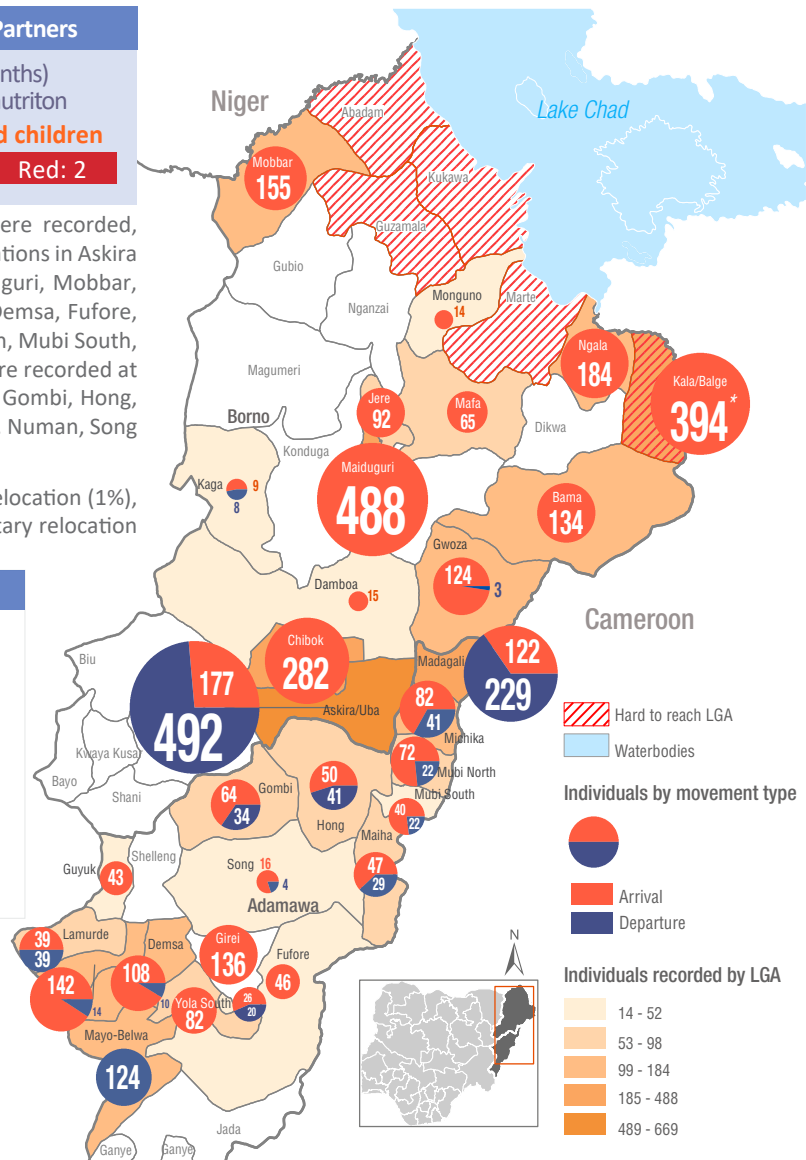 Partners
nths)
nutriton
d children
Red: 2
ere recorded,
ations in Askira
guri, Mobbar,
Demsa, Fufore,
n, Mubi South,
re recorded at
Gombi, Hong,
Numan, Song
elocation (1%),
tary relocation
Niger
Lake Chad
Abadam
Mobbar
155
Kukawa
Guzamala
Gubio
Nganzai
Monguno
14
Marte
Magumeri
Ngala
184
Kala/Balge
394*
Jere
92
Mafa
65
Dikwa
Borno
Konduga
Maiduguri
488
Kaga
9
8
Bama
134
Gwoza
124
3
Damboa
15
Cameroon
Chibok
282
Biu
177
492
Askira/Uba
Madagali
122
229
82
41
Michika
Kwaya Kusar
Bayo
Shani
72
22
Mubi North
Mubi South
40
22
64
34
Gombi
50
41
Hong
Maiha
47
29
Guyuk
43
Shelleng
Song
16
4
Adamawa
39
39
Lamurde
Demsa
Girei
136
Fufore
46
142
14
108
10
Yola South
82
26
20
Mayo-Belwa
124
Jada
Ganye
Ganye
Hard to reach LGA
Waterbodies
Individuals by movement type
Arrival
Departure
N
Individuals recorded by LGA
14 - 52
53 - 98
99 - 184
185 - 488
489 - 669